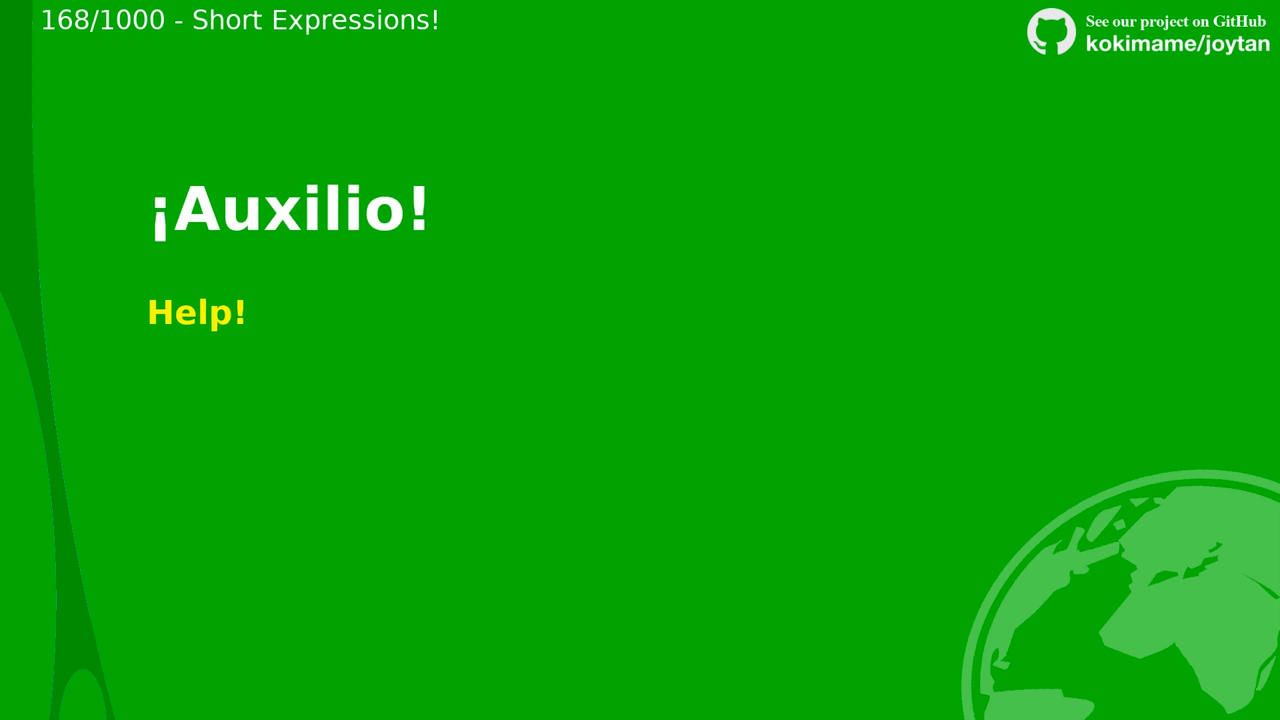 168/1000 - Short Expressions!
See our project on GitHub
kokimame/joytan
¡Auxilio!
Help!